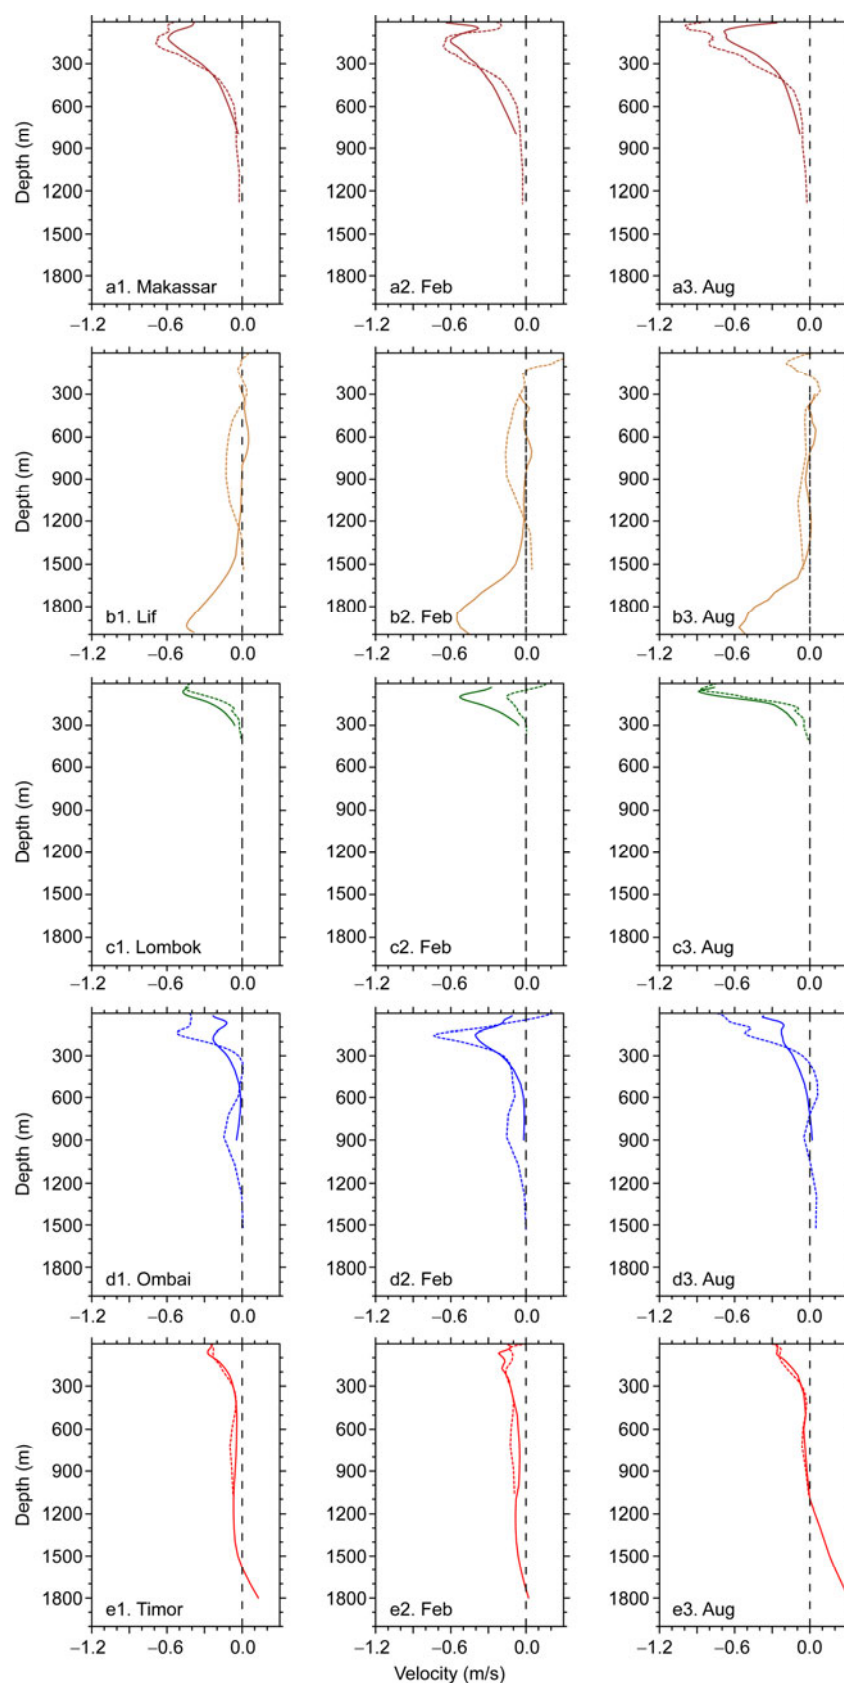 Depth (m)
300
600
900
1200
1500
1800
a1. Makassar
−1.2 −0.6 0.0
300
600
900
1200
1500
1800
a2. Feb
−1.2 −0.6 0.0
300
600
900
1200
1500
1800
a3. Aug
−1.2 −0.6 0.0
Depth (m)
300
600
900
1200
1500
1800
b1. Lif
−1.2 −0.6 0.0
300
600
900
1200
1500
1800
b2. Feb
−1.2 −0.6 0.0
300
600
900
1200
1500
1800
b3. Aug
−1.2 −0.6 0.0
Depth (m)
300
600
900
1200
1500
1800
c1. Lombok
−1.2 −0.6 0.0
300
600
900
1200
1500
1800
c2. Feb
−1.2 −0.6 0.0
300
600
900
1200
1500
1800
c3. Aug
−1.2 −0.6 0.0
Depth (m)
300
600
900
1200
1500
1800
d1. Ombai
−1.2 −0.6 0.0
300
600
900
1200
1500
1800
d2. Feb
−1.2 −0.6 0.0
300
600
900
1200
1500
1800
d3. Aug
−1.2 −0.6 0.0
Depth (m)
300
600
900
1200
1500
1800
e1. Timor
−1.2 −0.6 0.0
300
600
900
1200
1500
1800
e2. Feb
−1.2 −0.6 0.0
300
600
900
1200
1500
1800
e3. Aug
−1.2 −0.6 0.0
Velocity (m/s)